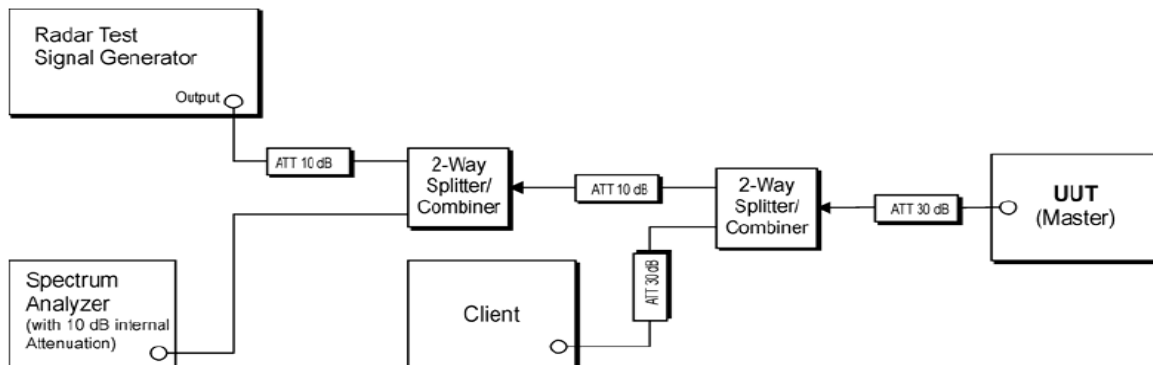 Radar Test
Signal Generator
Output
ATT 10 dB
2-Way
Splitter/
Combiner
ATT 10 dB
2-Way
Splitter/
Combiner
ATT 30 dB
UUT
(Master)
Spectrum
Analyzer
(with 10 dB internal
Attenuation)
Client
ATT 30 dB